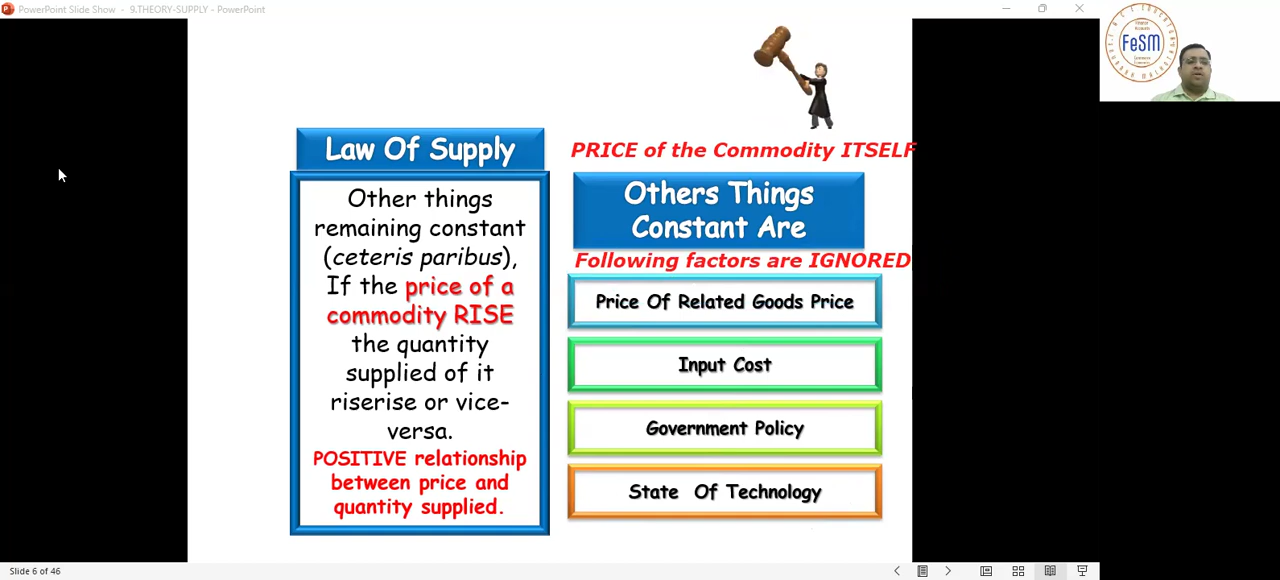 PowerPoint Slide Show - 9.THEORY-SUPPLY - PowerPoint
FeSM
PRICE of the Commodity ITSELF
Law Of Supply
Other things
remaining constant
(ceteris paribus),
If the price of a
commodity RISE
the quantity
supplied of it
riserise or vice-
versa.
POSITIVE relationship
between price and
quantity supplied.
Others Things
Constant Are
Following factors are IGNORED
Price Of Related Goods Price
Input Cost
Government Policy
State Of Technology
Slide 6 of 46